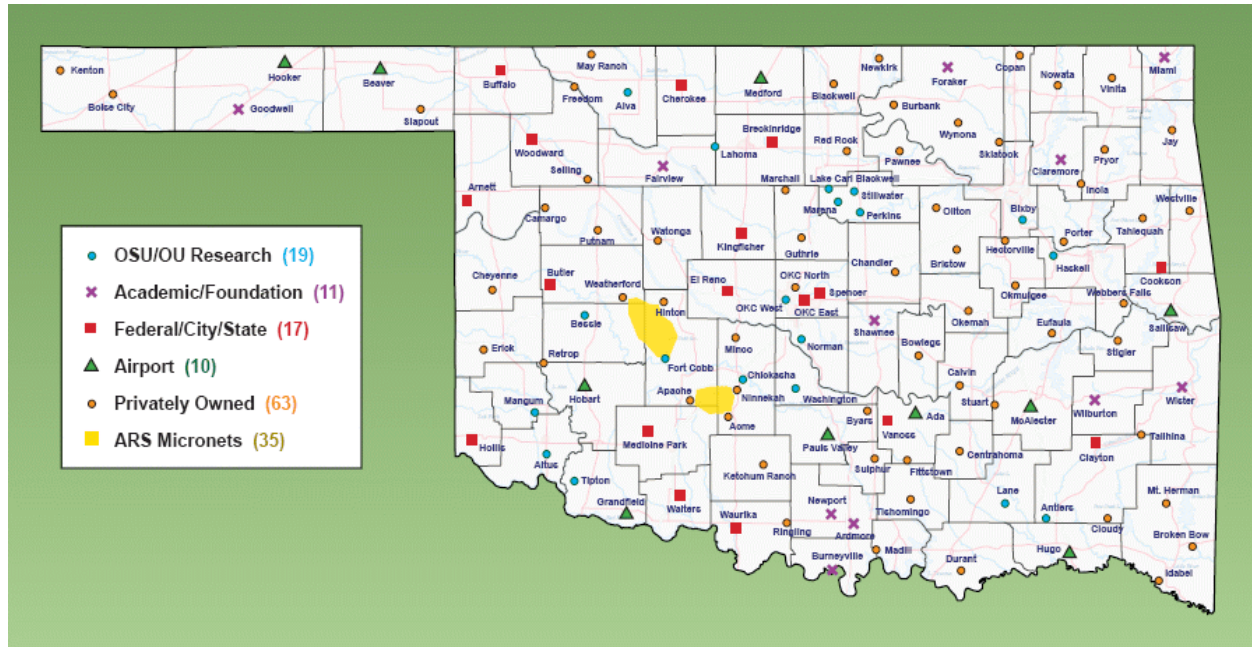 Kenton
Boise City
Hooker
Goodwell
Beaver
Slapout
Buffalo
May Ranch
Freedom
Alva
Cherokee
Medford
Blackwell
Newkirk
Foraker
Copan
Nowata
Vinita
Miami
Burbank
Wynona
Skiatook
Woodward
Seiling
Fairview
Lahoma
Breckinridge
Red Rock
Pawnee
Claremore
Pryor
Jay
Inola
Arnett
Camargo
Putnam
Watonga
Marshall
Lake Carl Blackwell
Stillwater
Marena
Perkins
Oilton
Bixby
Westville
Tahlequah
Porter
Kingfisher
Guthrie
Chandler
Bristow
Hectorville
Haskell
Cookson
Cheyenne
Butler
Weatherford
El Reno
OKC North
Spencer
OKC West
OKC East
Okmulgee
Webbers Falls
Sallisaw
Bessie
Hinton
Shawnee
Okemah
Eufaula
Stigler
Erick
Retrop
Fort Cobb
Minco
Norman
Bowlegs
Calvin
Hobart
Apache
Chickasha
Ninnekah
Washington
Stuart
McAlester
Wilburton
Wister
Mangum
Acme
Byars
Vanoss
Ada
Talihina
Hollis
Altus
Medicine Park
Pauls Valley
Sulphur
Fittstown
Centrahoma
Clayton
Tipton
Grandfield
Walters
Ketchum Ranch
Newport
Tishomingo
Lane
Antlers
Cloudy
Mt. Herman
Waurika
Ringling
Ardmore
Burneyville
Madill
Durant
Hugo
Broken Bow
Idabel
OSU/OU Research (19)
Academic/Foundation (11)
Federal/City/State (17)
Airport (10)
Privately Owned (63)
ARS Micronets (35)